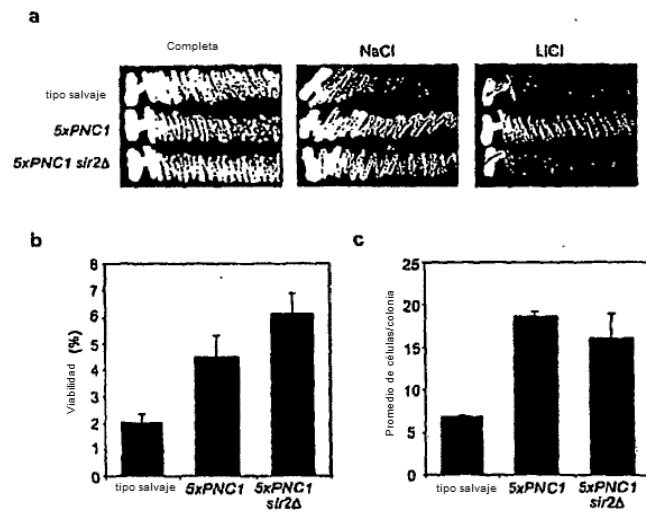 a
Completa NaCl LiCl
tipo salvaje
5xPNC1
5xPNC1 sir2Δ
b
8
7
6
5
4
3
2
1
0
Viabilidad (%)
tipo salvaje 5xPNC1 5xPNC1
sir2Δ
c
25
20
15
10
5
0
Promedio de células/colonia
tipo salvaje 5xPNC1 5xPNC1
sir2Δ